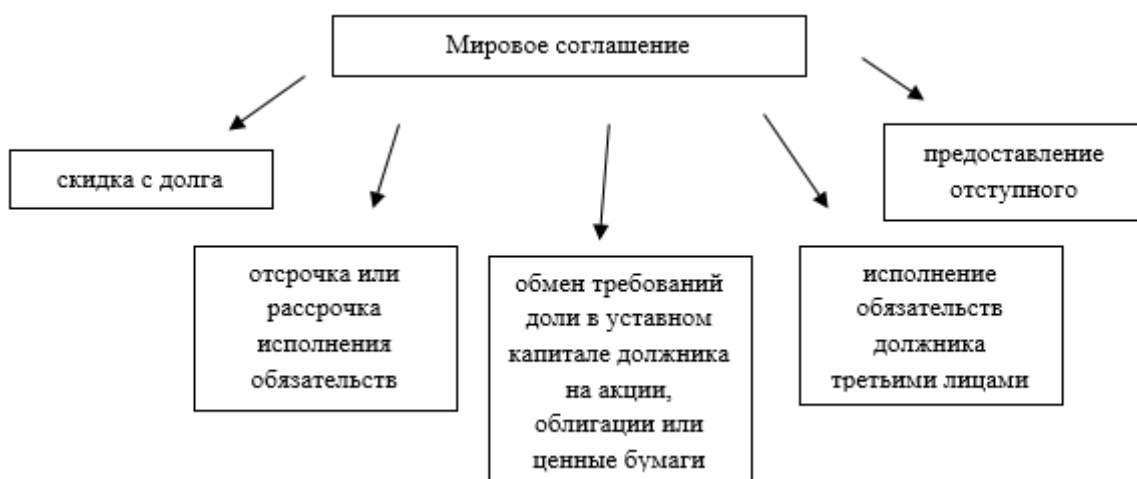 Мировое соглашение
скидка с долга
предоставление
отступного
отсрочка или
рассрочка
исполнения
обязательств
обмен требований
доли в уставном
капитале должника
на акции,
облигации или
ценные бумаги
исполнение
обязательств
должника
третьими лицами